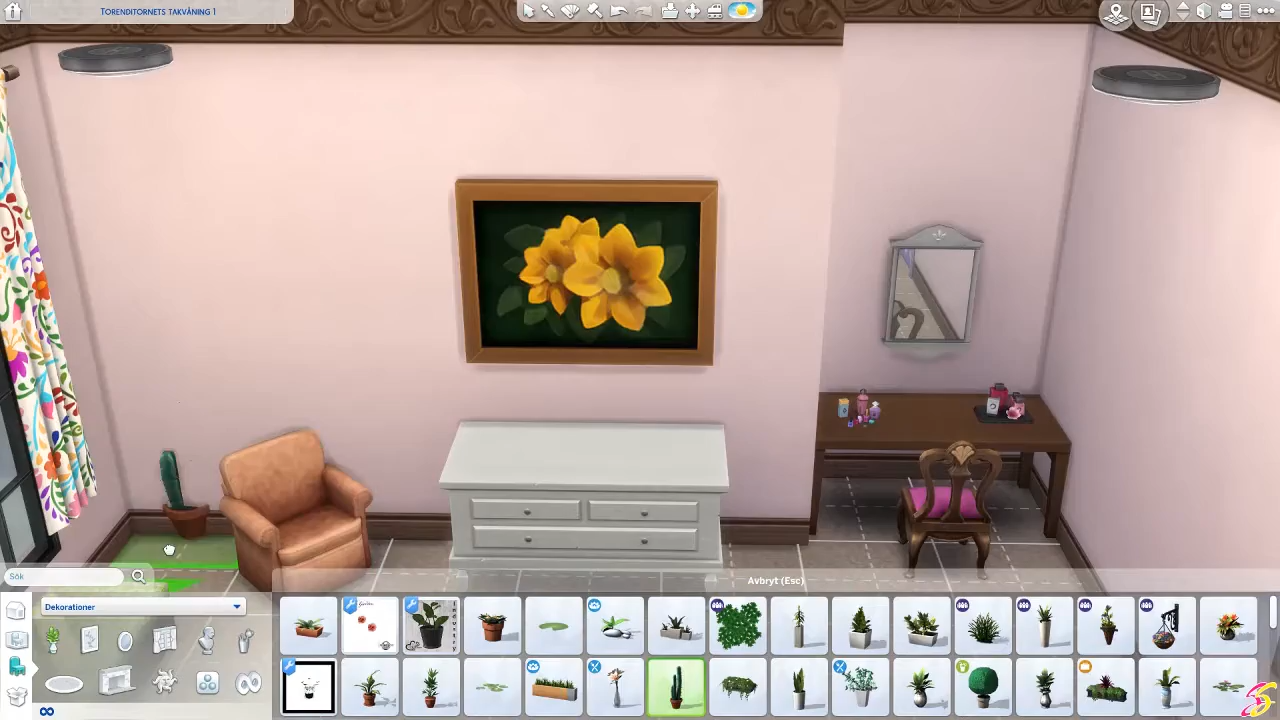 TORENDITORNETS TAKVÅNING 1
Avbryt (Esc)
Sök
Dekorationer